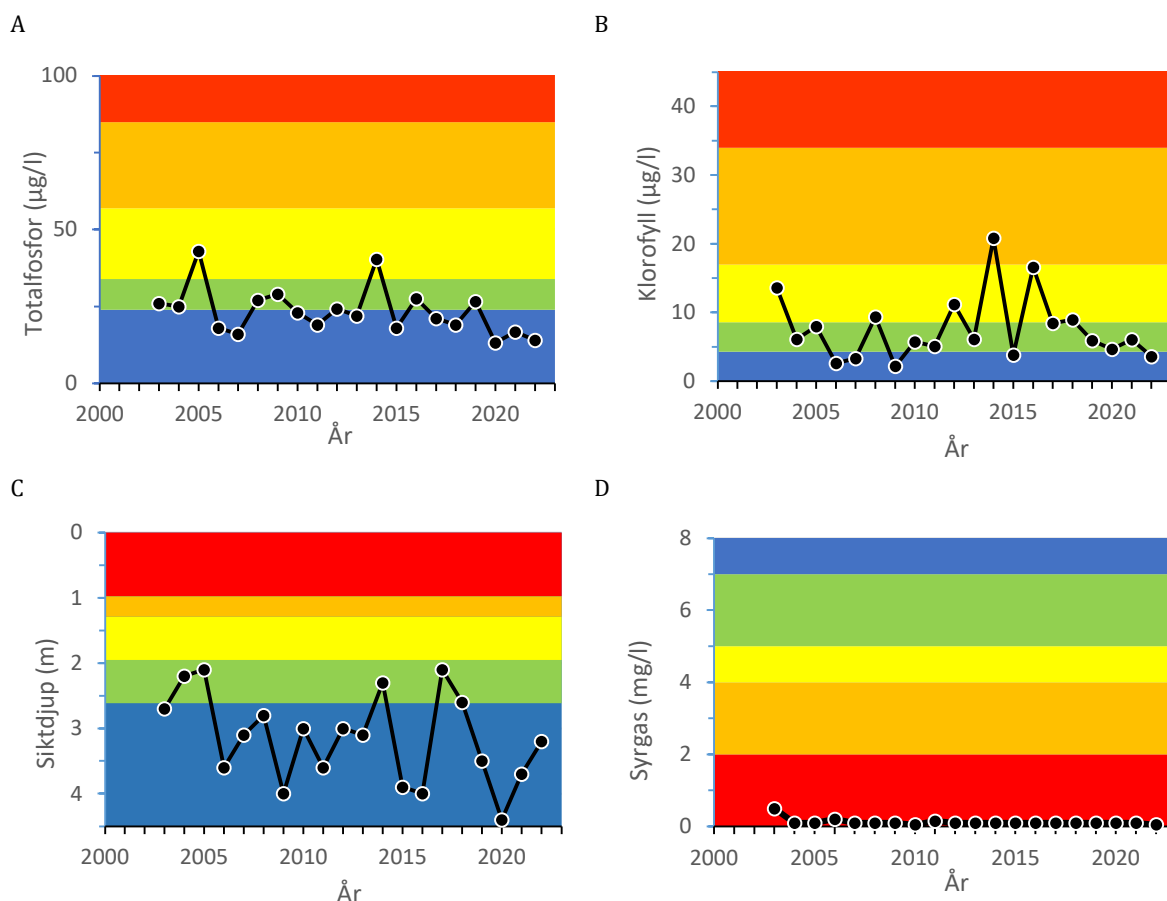 A
Totalfosfor (µg/l)
100
50
0
2000 2005 2010 2015 2020
År
B
Klorofyll (µg/l)
40
30
20
10
0
2000 2005 2010 2015 2020
År
C
Siktdjup (m)
0
1
2
3
4
2000 2005 2010 2015 2020
År
D
Syrgas (mg/l)
8
6
4
2
0
2000 2005 2010 2015 2020
År